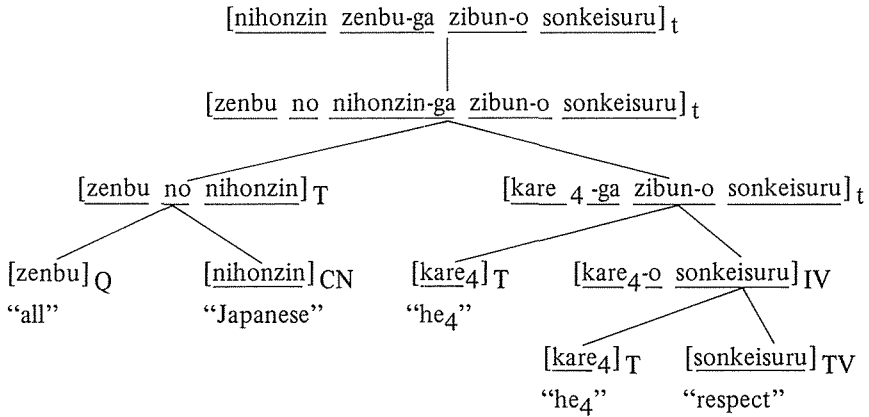 [nihonzin zenbu-ga zibun-o sonkeisuru]t
[zenbu no nihonzin-ga zibun-o sonkeisuru]t
[zenbu no nihonzin]T [kare 4 -ga zibun-o sonkeisuru]t
[zenbu]Q [nihonzin]CN [kare4]T [kare4-o sonkeisuru]IV
“all” “Japanese” “he4”
[kare4]T [sonkeisuru]TV
“he4” “respect”